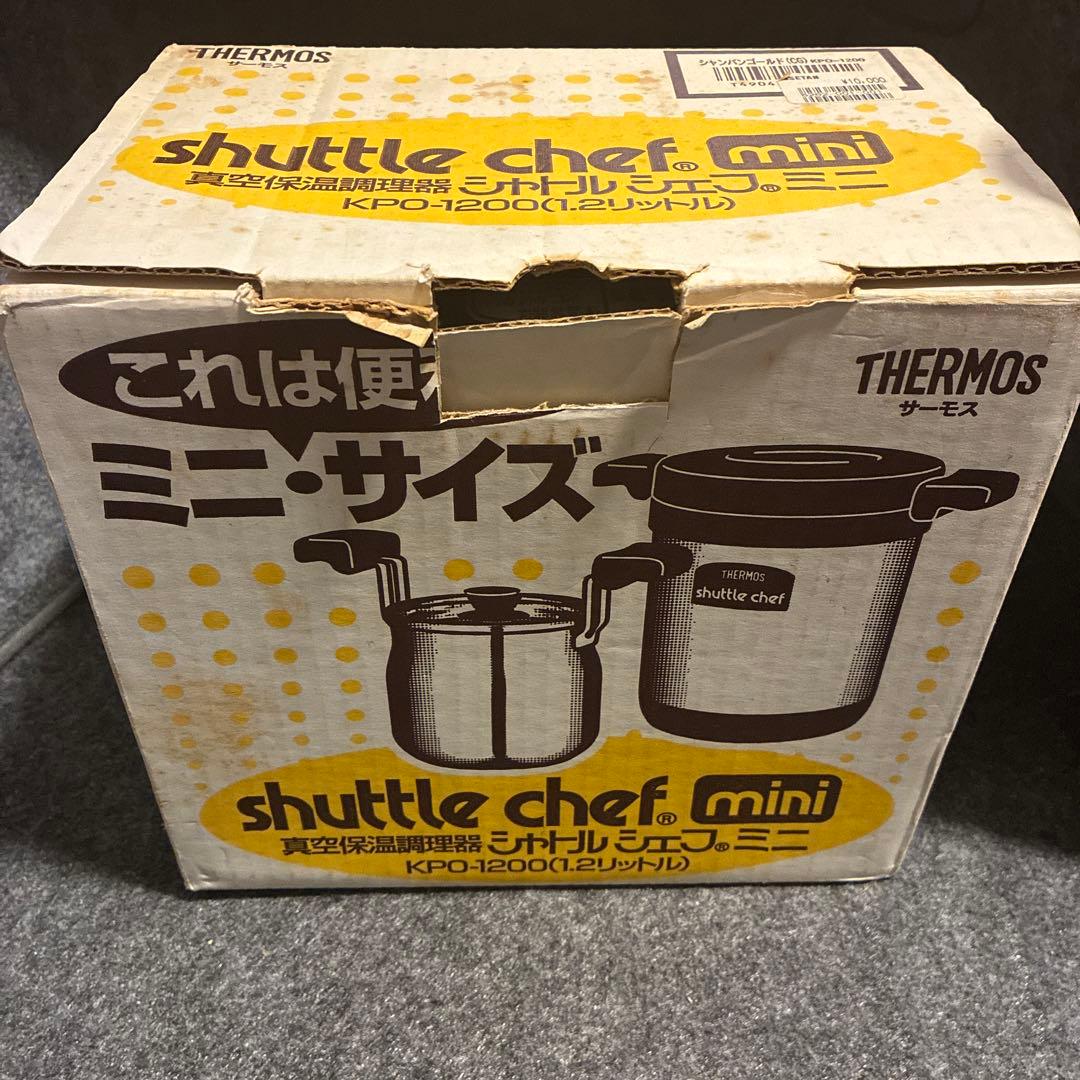 THERMOS
サーモス
シャンパンゴールド(CG) KPO-1200
T4904
ISETAN
¥10,000
shuttle chef® mini
真空保温調理器 シャトル シェフ® ミニ
KPO-1200(1.2リットル)
これは便利
ミニ・サイズ
THERMOS
サーモス
THERMOS
shuttle chef
shuttle chef® mini
真空保温調理器 シャトル シェフ® ミニ
KPO-1200(1.2リットル)